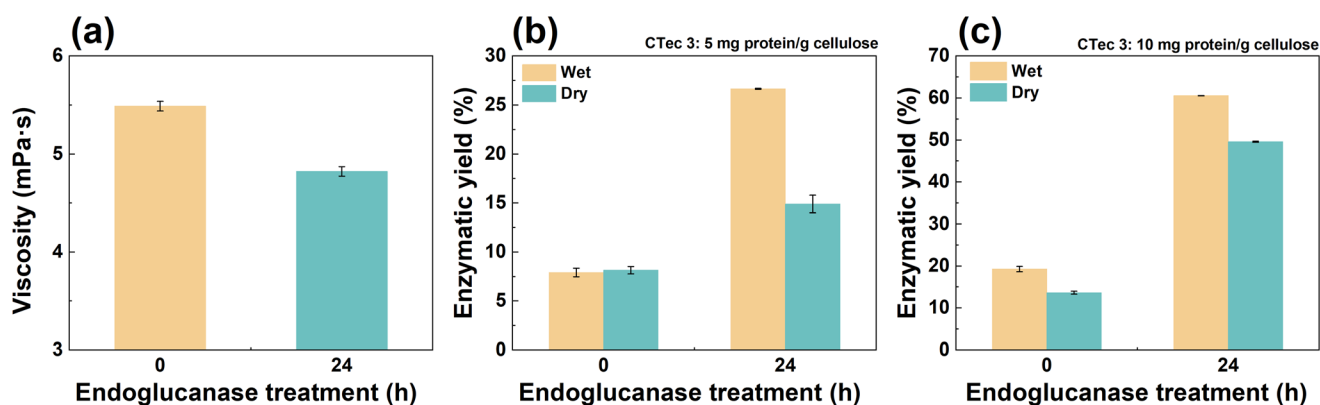 (a)
Viscosity (mPa·s)
6
5
4
3
0
24
Endoglucanase treatment (h)
(b)
CTec 3: 5 mg protein/g cellulose
Wet
Dry
Enzymatic yield (%)
30
25
20
15
10
5
0
0
24
Endoglucanase treatment (h)
(c)
CTec 3: 10 mg protein/g cellulose
Wet
Dry
Enzymatic yield (%)
70
60
50
40
30
20
10
0
0
24
Endoglucanase treatment (h)